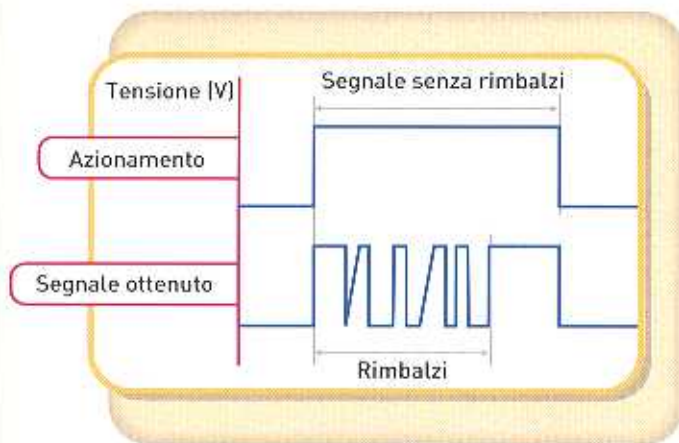 Tensione (V)
Segnale senza rimbalzi
Azionamento
Segnale ottenuto
Rimbalzi